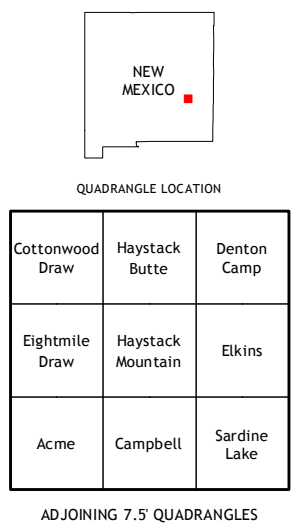 NEW
MEXICO
QUADRANGLE LOCATION
Cottonwood
Draw
Haystack
Butte
Denton
Camp
Eightmile
Draw
Haystack
Mountain
Elkins
Acme
Campbell
Sardine
Lake
ADJOINING 7.5' QUADRANGLES